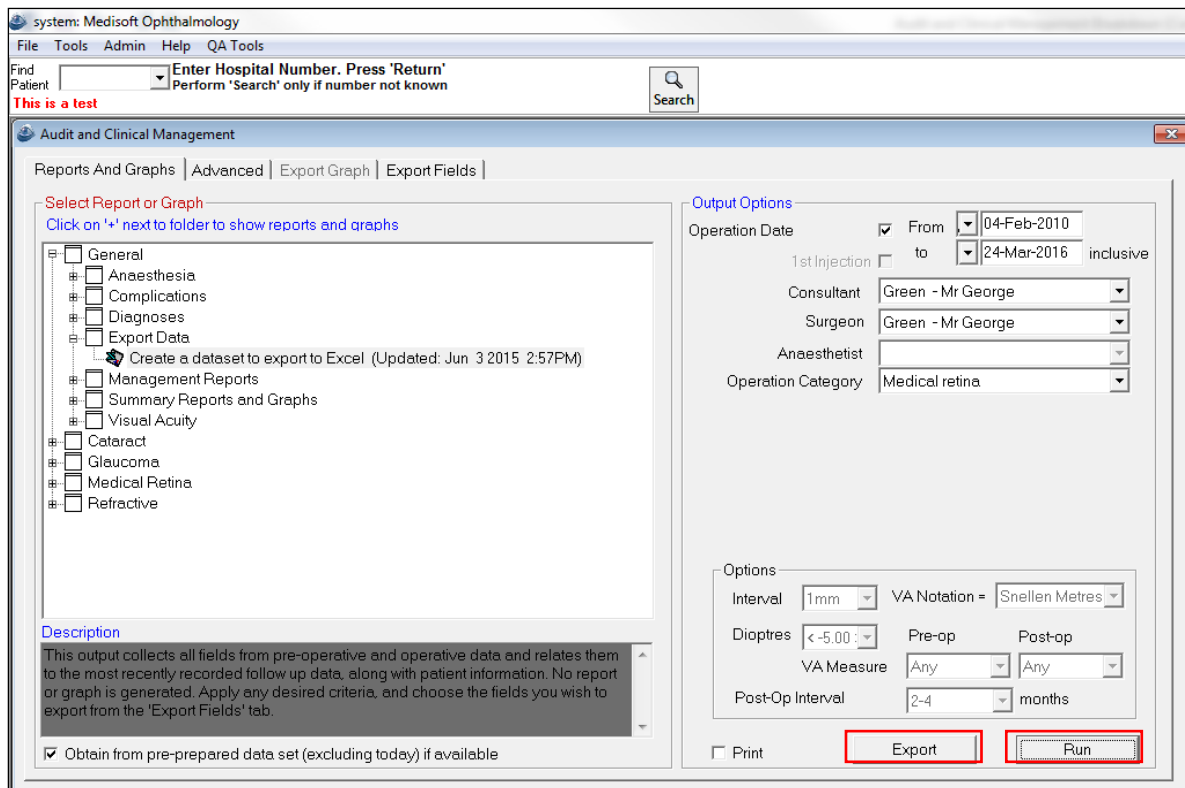 system: Medisoft Ophthalmology
File Tools Admin Help QA Tools
Find Patient
Enter Hospital Number. Press 'Return'
Perform 'Search' only if number not known
This is a test
Search
Audit and Clinical Management
Reports And Graphs Advanced Export Graph Export Fields
Select Report or Graph
Click on '+' next to folder to show reports and graphs
General
Anaesthesia
Complications
Diagnoses
Export Data
Create a dataset to export to Excel (Updated: Jun 3 2015 2:57PM)
Management Reports
Summary Reports and Graphs
Visual Acuity
Cataract
Glaucoma
Medical Retina
Refractive
Description
This output collects all fields from pre-operative and operative data and relates them
to the most recently recorded follow up data, along with patient information. No report
or graph is generated. Apply any desired criteria, and choose the fields you wish to
export from the 'Export Fields' tab.
Obtain from pre-prepared data set (excluding today) if available
Output Options
Operation Date From 04-Feb-2010
1st Injection to 24-Mar-2016 inclusive
Consultant Green - Mr George
Surgeon Green - Mr George
Anaesthetist
Operation Category Medical retina
Options
Interval 1mm VA Notation = Snellen Metres
Dioptres < -5.00 : Pre-op Post-op
VA Measure Any Any
Post-Op Interval 2-4 months
Print Export Run